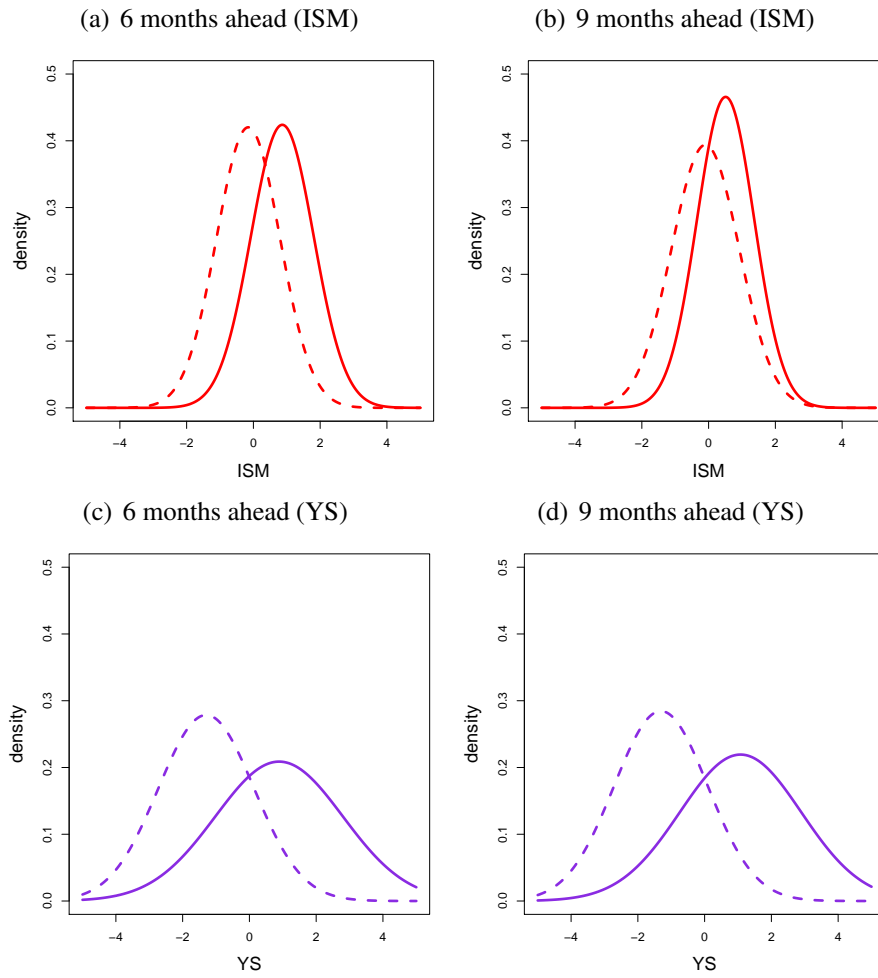 (a) 6 months ahead (ISM)
(b) 9 months ahead (ISM)
0.5
0.4
0.3
0.2
0.1
0.0
density
-4 -2 0 2 4
ISM
0.5
0.4
0.3
0.2
0.1
0.0
density
-4 -2 0 2 4
ISM
(c) 6 months ahead (YS)
(d) 9 months ahead (YS)
0.5
0.4
0.3
0.2
0.1
0.0
density
-4 -2 0 2 4
YS
0.5
0.4
0.3
0.2
0.1
0.0
density
-4 -2 0 2 4
YS